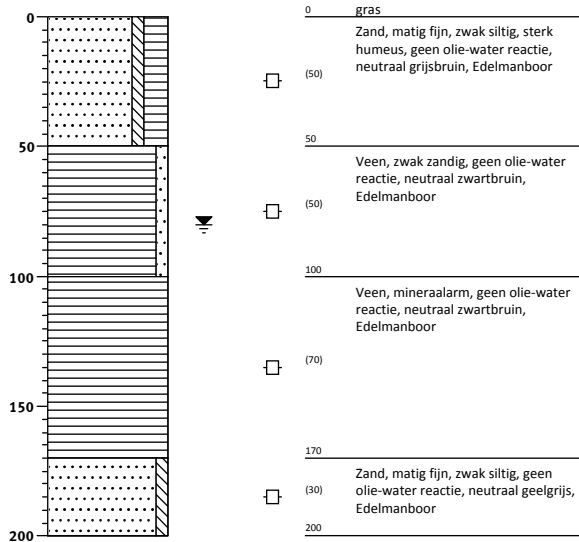 0
0 gras
Zand, matig fijn, zwak siltig, sterk
humeus, geen olie-water reactie,
(50)
neutraal grijsbruin, Edelmanboor
50
50
Veen, zwak zandig, geen olie-water
reactie, neutraal zwartbruin,
(50)
Edelmanboor
100
100
Veen, mineraalarm, geen olie-water
reactie, neutraal zwartbruin,
Edelmanboor
(70)
150
170
Zand, matig fijn, zwak siltig, geen
(30)
olie-water reactie, neutraal geelgrijs,
Edelmanboor
200
200